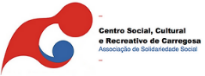 Centro Social, Cultural
e Recreativo de Carregosa
Associação de Solidariedade Social